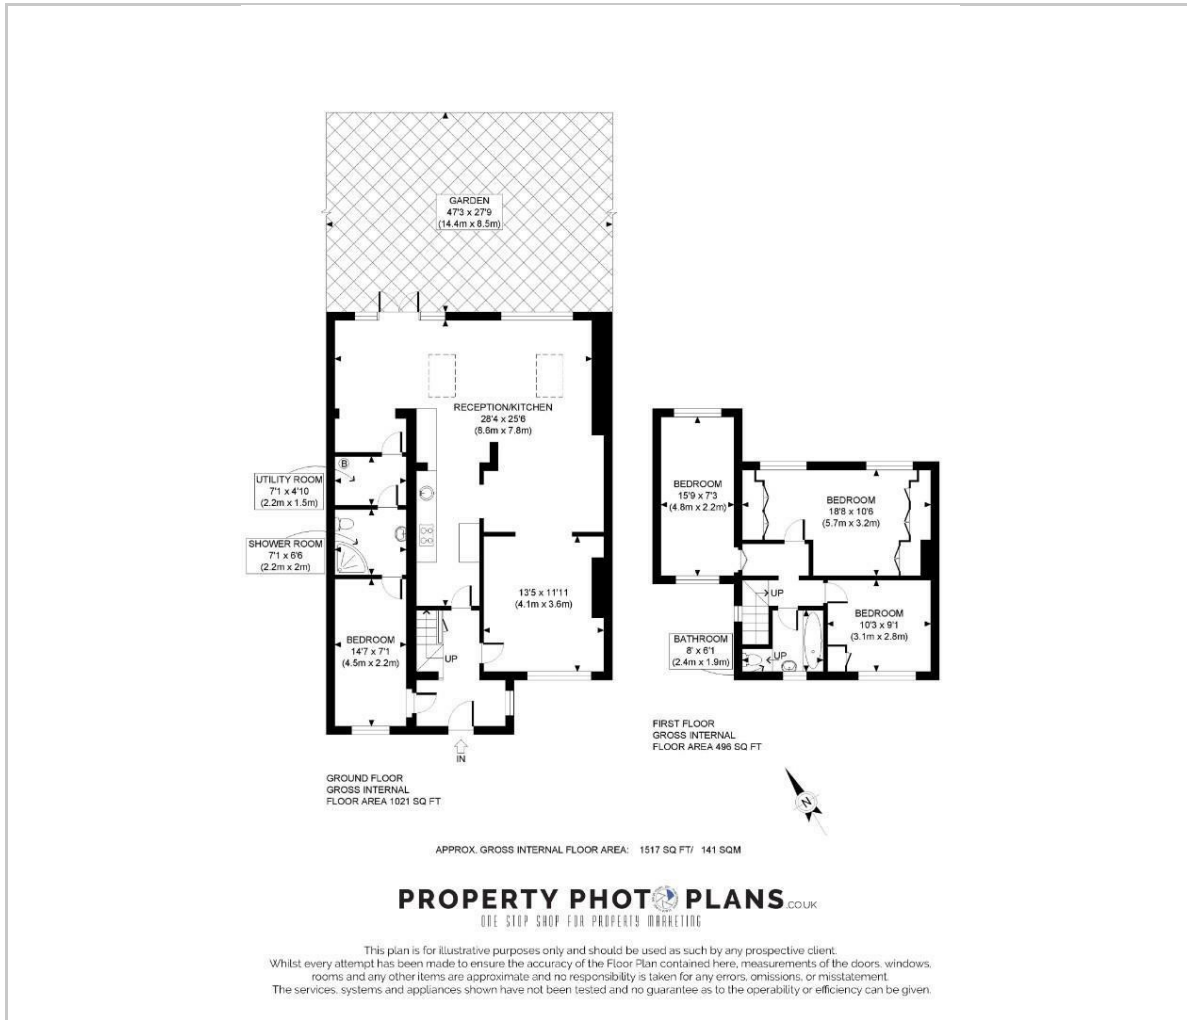 GARDEN
47'3 x 27'9
(14.4m x 8.5m)
RECEPTION/KITCHEN
28'4 x 25'6
(8.6m x 7.8m)
B
UTILITY ROOM
7'1 x 4'10
(2.2m x 1.5m)
SHOWER ROOM
7'1 x 6'6
(2.2m x 2m)
13'5 x 11'11
(4.1m x 3.6m)
BEDROOM
14'7 x 7'1
(4.5m x 2.2m)
UP
IN
BEDROOM
15'9 x 7'3
(4.8m x 2.2m)
BEDROOM
18'8 x 10'6
(5.7m x 3.2m)
UP
BEDROOM
10'3 x 9'1
(3.1m x 2.8m)
BATHROOM
8' x 6'1
(2.4m x 1.9m)
UP
FIRST FLOOR
GROSS INTERNAL
FLOOR AREA 496 SQ FT
GROUND FLOOR
GROSS INTERNAL
FLOOR AREA 1021 SQ FT
N
APPROX. GROSS INTERNAL FLOOR AREA: 1517 SQ FT/ 141 SQM
PROPERTY PHOTO PLANS.CO.UK
ONE STOP SHOP FOR PROPERTY MARKETING
This plan is for illustrative purposes only and should be used as such by any prospective client.
Whilst every attempt has been made to ensure the accuracy of the Floor Plan contained here, measurements of the doors, windows,
rooms and any other items are approximate and no responsibility is taken for any errors, omissions, or misstatement.
The services, systems and appliances shown have not been tested and no guarantee as to the operability or efficiency can be given.